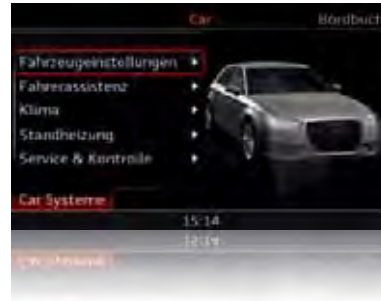 Car Bordbuch
Fahrzeugeinstellungen
Fahrerassistenz
Klima
Standheizung
Service & Kontrolle
Car Systeme
15:14